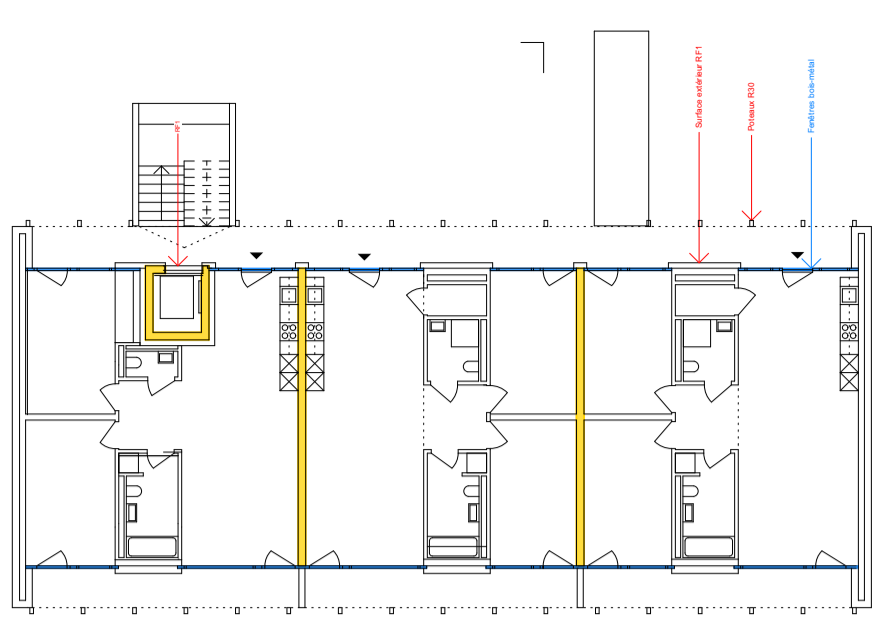 RF1
Surface extérieur RF1
Poteaux R30
Fenêtres bois-métal